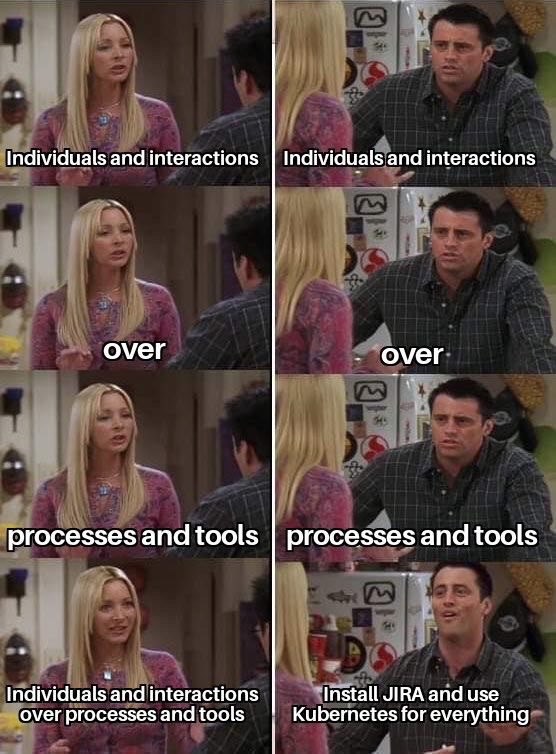 Individuals and interactions
Individuals and interactions
over
over
processes and tools
processes and tools
Individuals and interactions
over processes and tools
Install JIRA and use
Kubernetes for everything